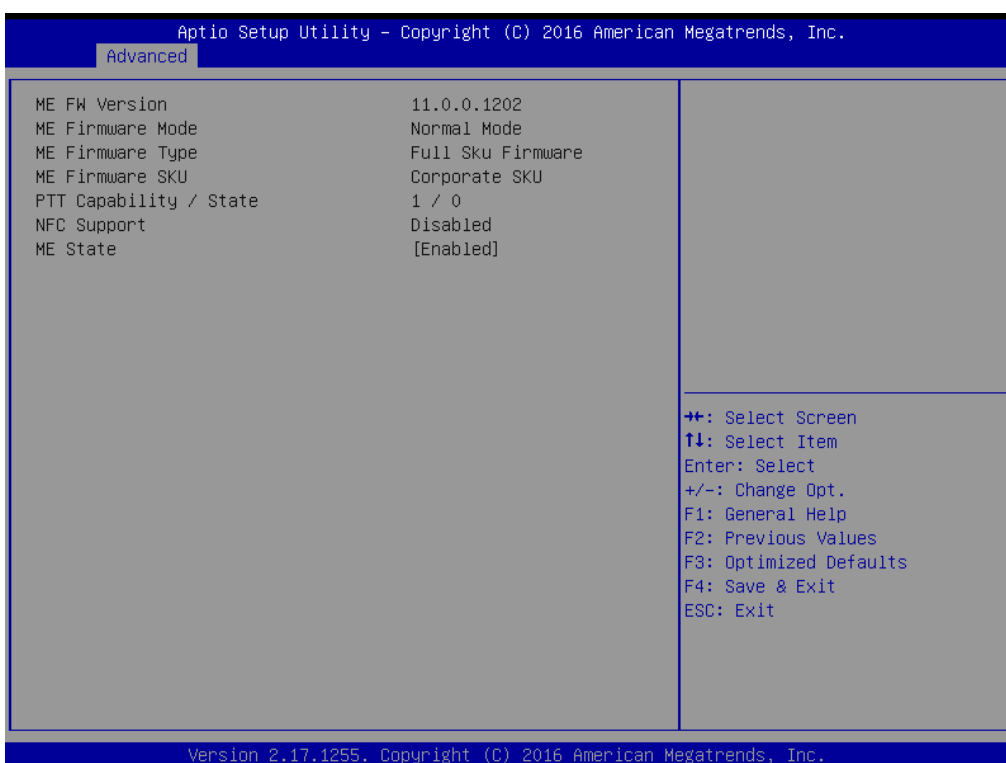 Aptio Setup Utility – Copyright (C) 2016 American Megatrends, Inc.
Advanced
ME FW Version 11.0.0.1202
ME Firmware Mode Normal Mode
ME Firmware Type Full Sku Firmware
ME Firmware SKU Corporate SKU
PTT Capability / State 1 / 0
NFC Support Disabled
ME State [Enabled]
→←: Select Screen
↑↓: Select Item
Enter: Select
+/-: Change Opt.
F1: General Help
F2: Previous Values
F3: Optimized Defaults
F4: Save & Exit
ESC: Exit
Version 2.17.1255. Copyright (C) 2016 American Megatrends, Inc.